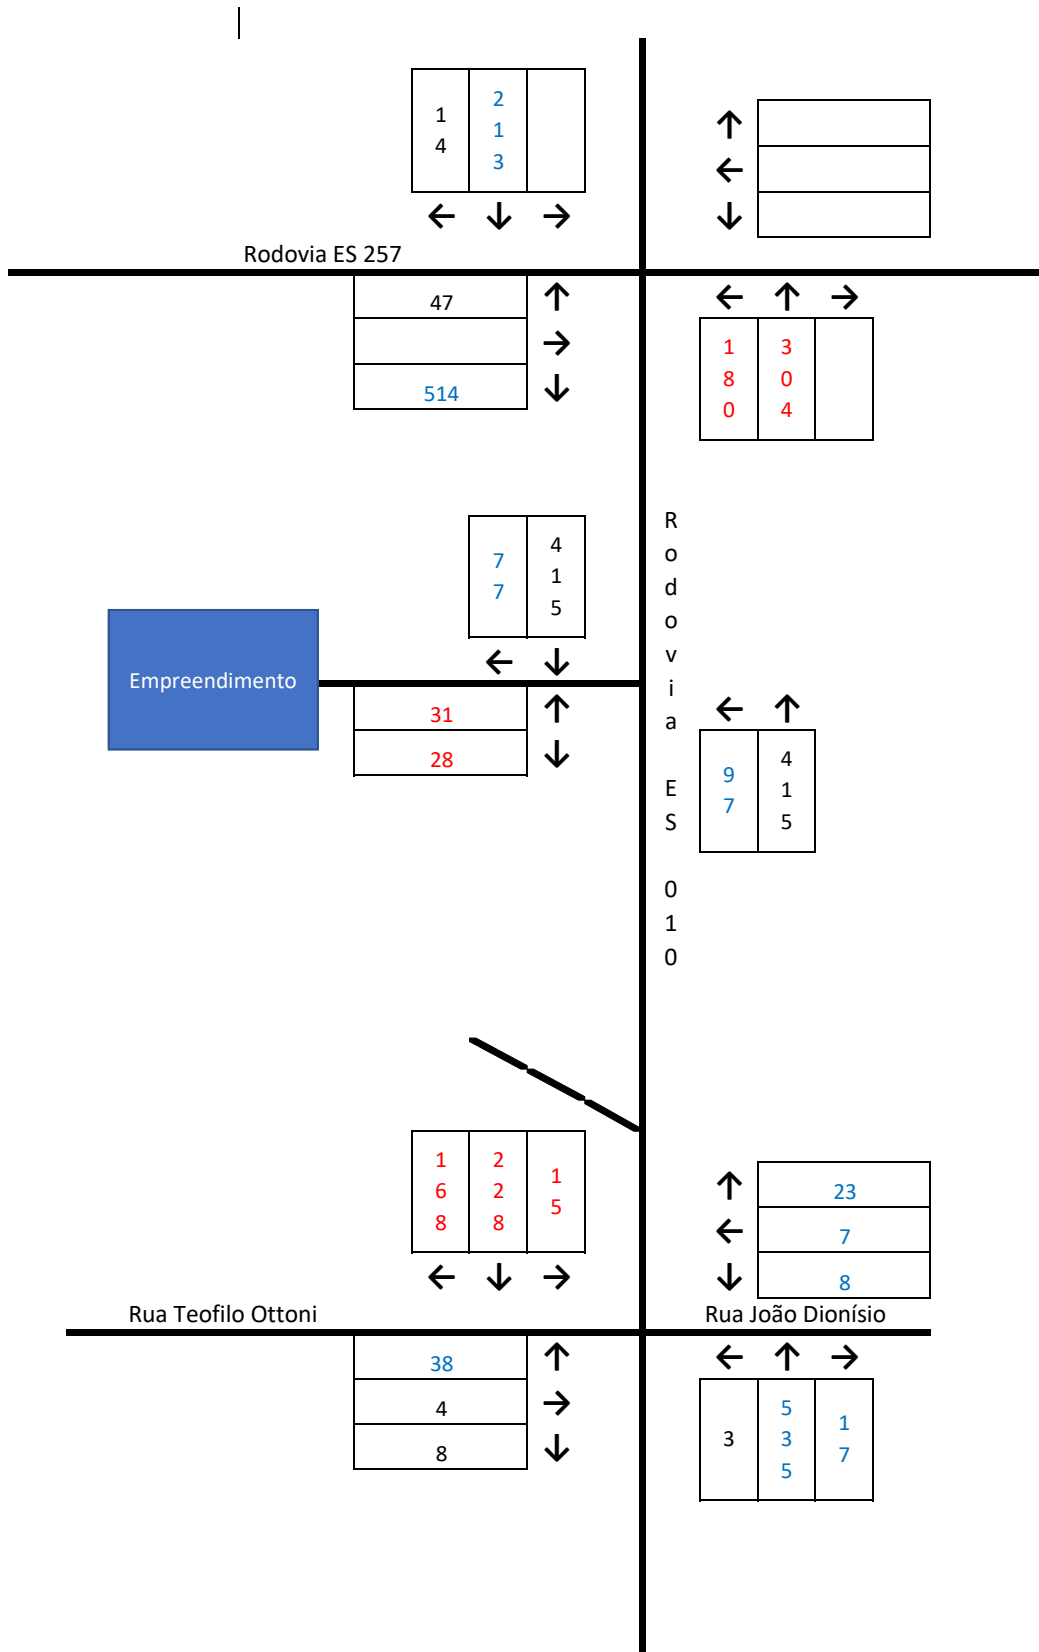 14 213
← ↓ →
↑
←
↓
Rodovia ES 257
47 ↑
→
514 ↓
← ↑ →
180 304
77 415
← ↓
Rodovia ES 010
Empreendimento
31 ↑
28 ↓
← ↑
97 415
168 228 15
← ↓ →
↑ 23
← 7
↓ 8
Rua Teofilo Ottoni
Rua João Dionísio
38 ↑
4 →
8 ↓
← ↑ →
3 535 17